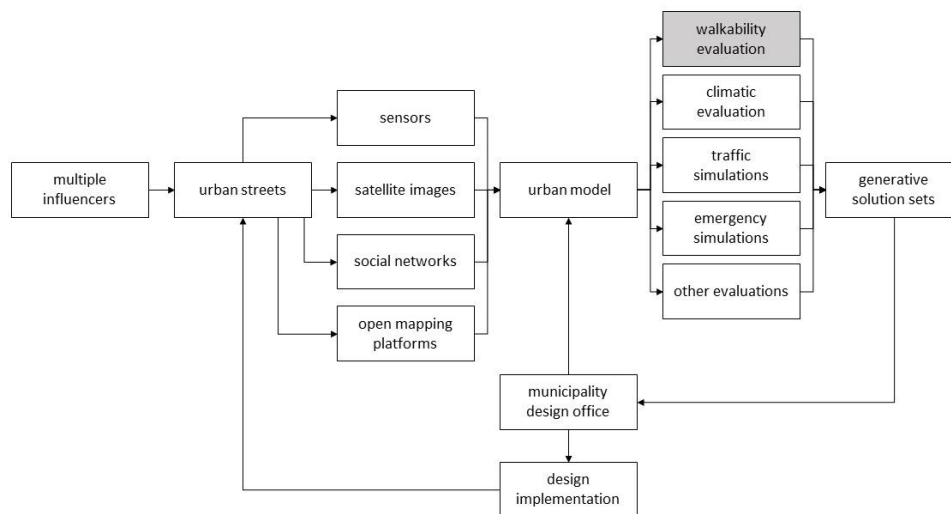 walkability
evaluation
climatic
evaluation
sensors
multiple
influencers
urban streets
satellite images
urban model
traffic
simulations
generative
solution sets
emergency
simulations
social networks
other evaluations
open mapping
platforms
municipality
design office
design
implementation